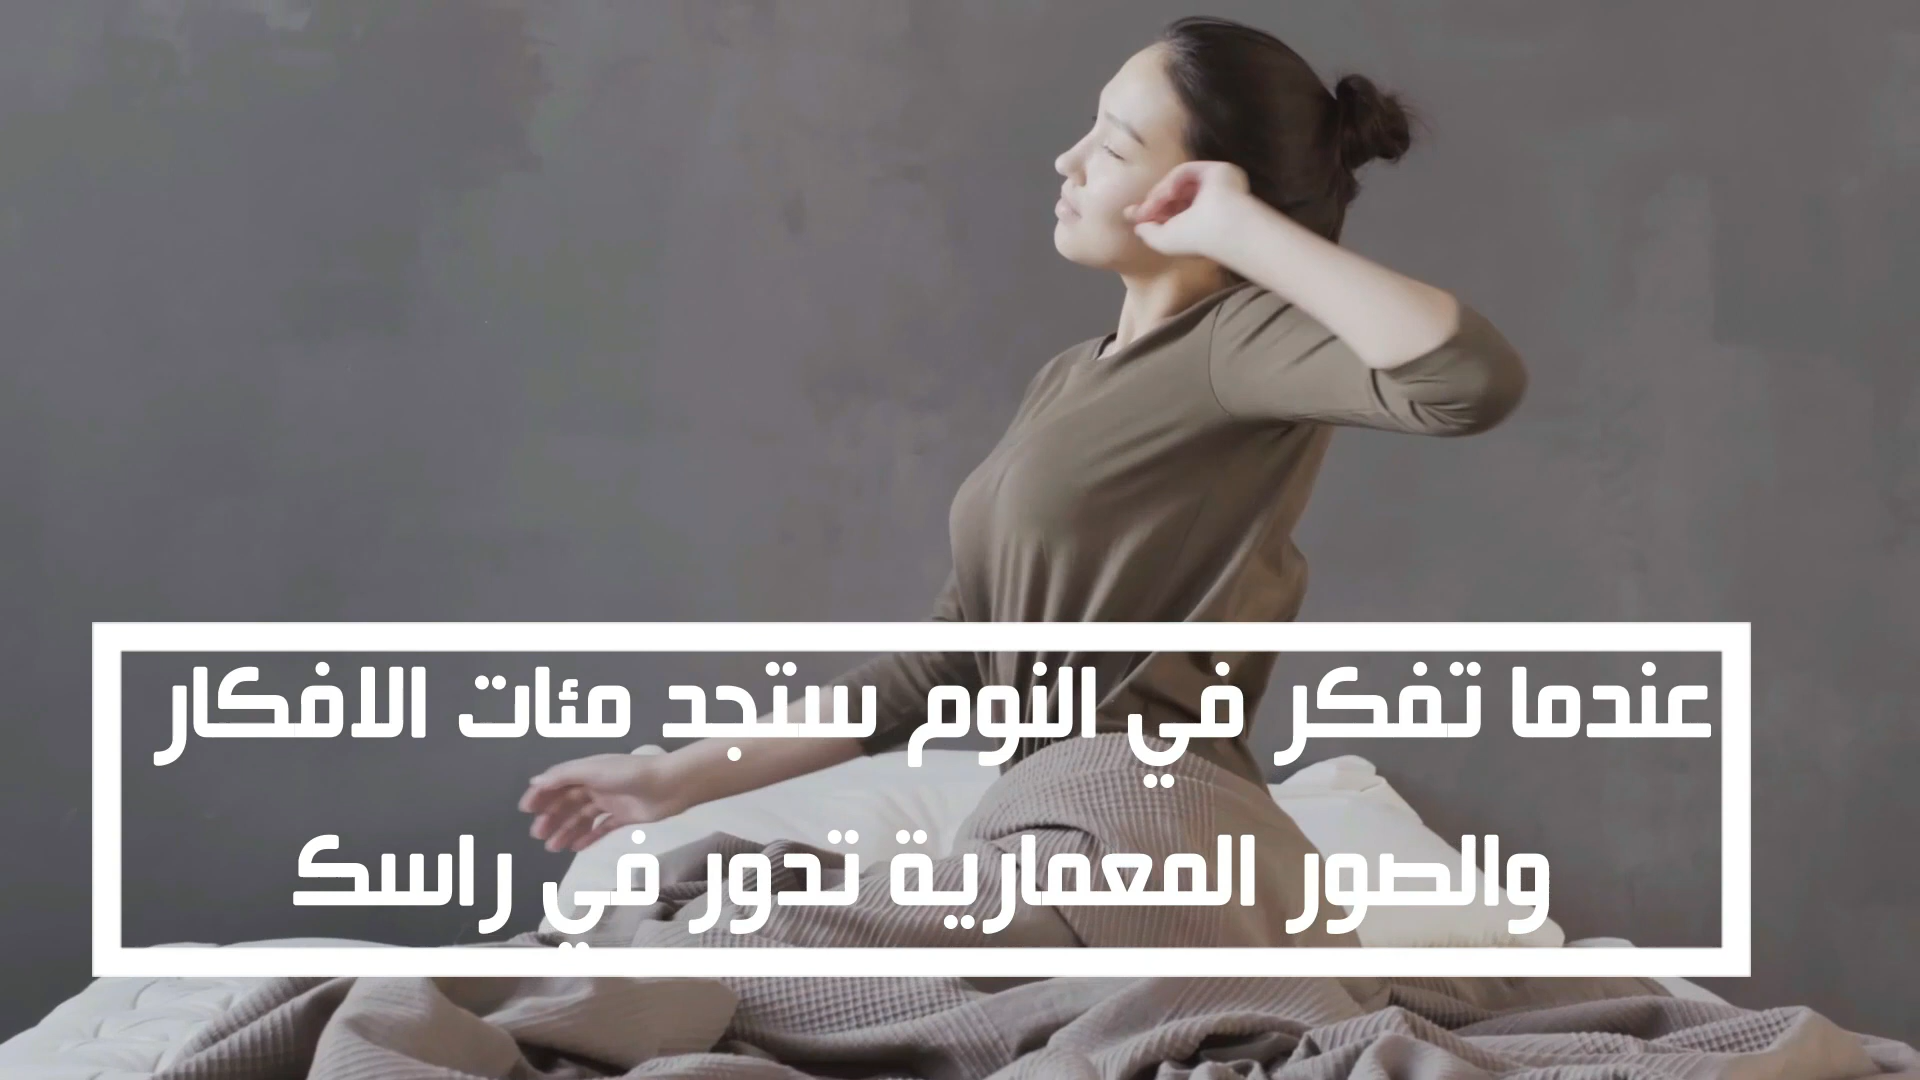 عندما تفكر في النوم ستجد مئات الافكار
والصور المعمارية تدور في راسك